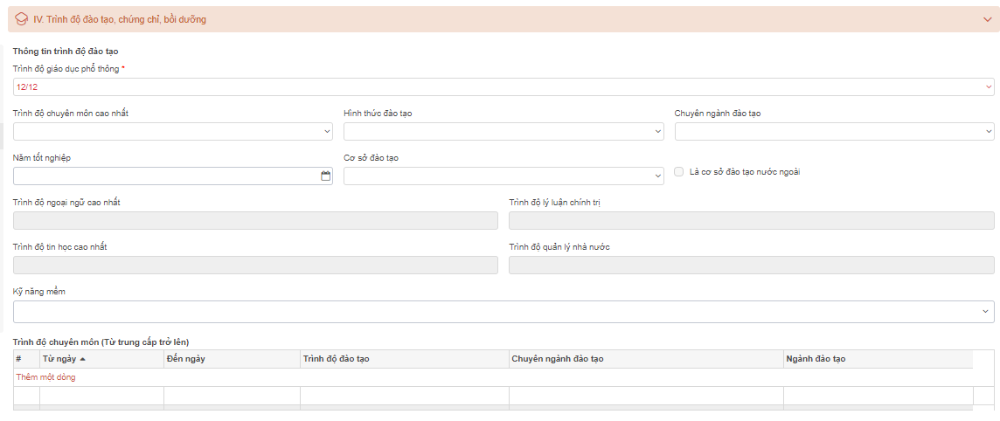 IV. Trình độ đào tạo, chứng chỉ, bồi dưỡng
Thông tin trình độ đào tạo
Trình độ giáo dục phổ thông *
12/12
Trình độ chuyên môn cao nhất
Hình thức đào tạo
Chuyên ngành đào tạo
Năm tốt nghiệp
Cơ sở đào tạo
Là cơ sở đào tạo nước ngoài
Trình độ ngoại ngữ cao nhất
Trình độ lý luận chính trị
Trình độ tin học cao nhất
Trình độ quản lý nhà nước
Kỹ năng mềm
Trình độ chuyên môn (Từ trung cấp trở lên)
# Từ ngày Đến ngày Trình độ đào tạo Chuyên ngành đào tạo Ngành đào tạo
Thêm một dòng